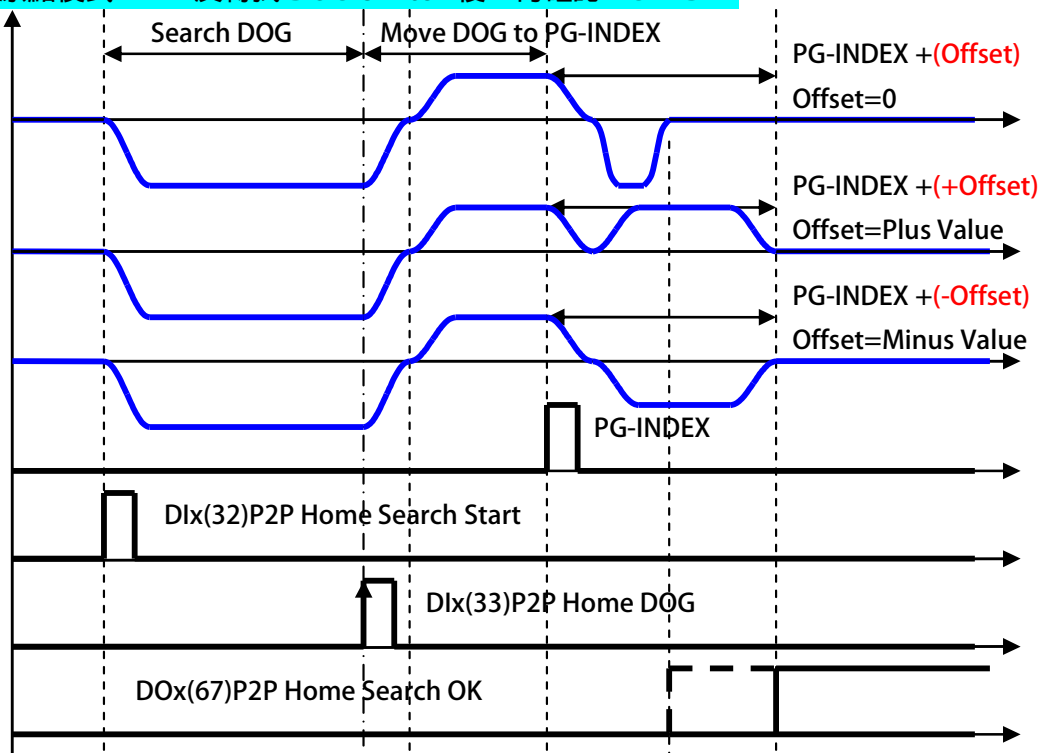 Search DOG
Move DOG to PG-INDEX
PG-INDEX +(Offset)
Offset=0
PG-INDEX +(+Offset)
Offset=Plus Value
PG-INDEX +(-Offset)
Offset=Minus Value
PG-INDEX
DIx(32)P2P Home Search Start
DIx(33)P2P Home DOG
DOx(67)P2P Home Search OK